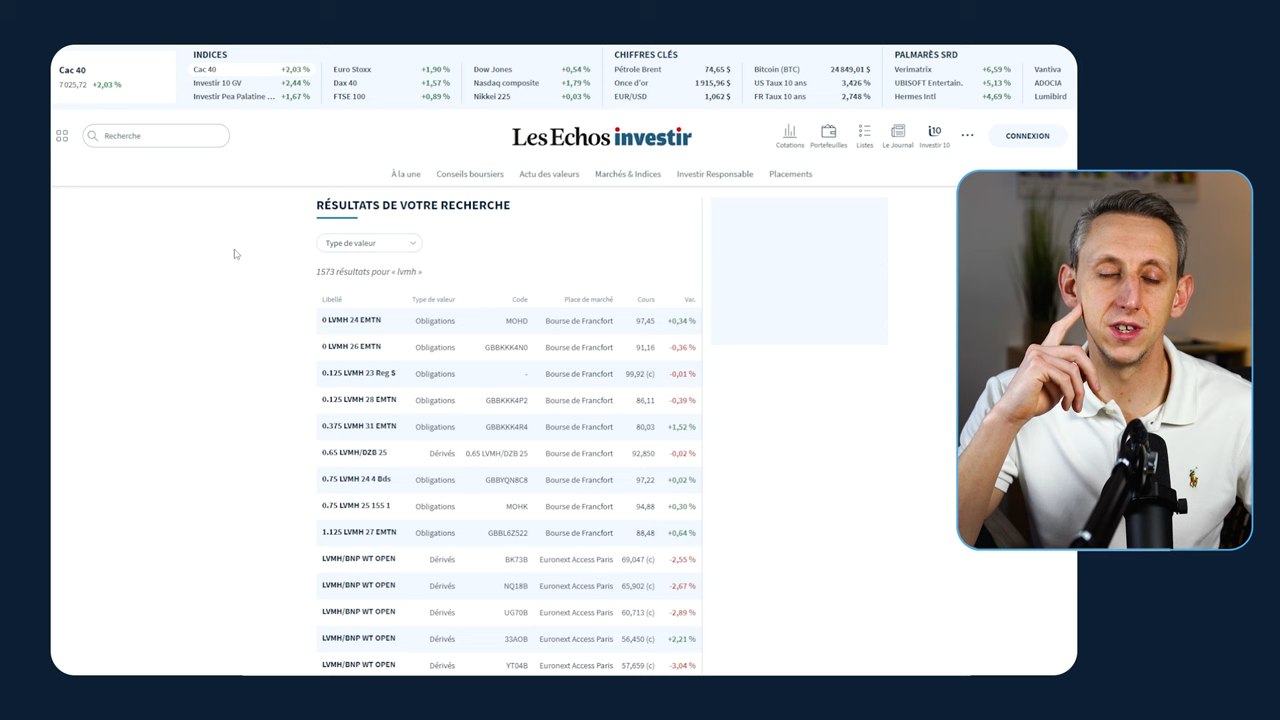 Cac 40
7 025,72 +2,03 %
INDICES
Cac 40 +2,03 %
Investir 10 GV +2,44 %
Investir Pea Palatine ... +1,67 %
Euro Stoxx +1,90 %
Dax 40 +1,57 %
FTSE 100 +0,89 %
Dow Jones +0,54 %
Nasdaq composite +1,79 %
Nikkei 225 +0,03 %
CHIFFRES CLÉS
Pétrole Brent 74,65 $
Once d'or 1 915,96 $
EUR/USD 1,062 $
Bitcoin (BTC) 24 849,01 $
US Taux 10 ans 3,426 %
FR Taux 10 ans 2,748 %
PALMARÈS SRD
Verimatrix +6,59 %
UBISOFT Entertain. +5,13 %
Hermes Intl +4,69 %
Vantiva
ADOCIA
Lumibird
Recherche
Les Echos investir
Cotations
Portefeuilles
Listes
Le Journal
i10
Investir 10
CONNEXION
À la une Conseils boursiers Actu des valeurs Marchés & Indices Investir Responsable Placements
RÉSULTATS DE VOTRE RECHERCHE
Type de valeur
1573 résultats pour « lvmh »
Libellé Type de valeur Code Place de marché Cours Var.
0 LVMH 24 EMTN Obligations MOHD Bourse de Francfort 97,45 +0,34 %
0 LVMH 26 EMTN Obligations GBBKKK4N0 Bourse de Francfort 91,16 -0,36 %
0.125 LVMH 23 Reg S Obligations - Bourse de Francfort 99,92 (c) -0,01 %
0.125 LVMH 28 EMTN Obligations GBBKKK4P2 Bourse de Francfort 86,11 -0,39 %
0.375 LVMH 31 EMTN Obligations GBBKKK4R4 Bourse de Francfort 80,03 +1,52 %
0.65 LVMH/DZB 25 Dérivés 0.65 LVMH/DZB 25 Bourse de Francfort 92,850 -0,02 %
0.75 LVMH 24 4 Bds Obligations GBBYQN8C8 Bourse de Francfort 97,22 +0,02 %
0.75 LVMH 25 155 1 Obligations MOHK Bourse de Francfort 94,88 +0,30 %
1.125 LVMH 27 EMTN Obligations GBBL6Z522 Bourse de Francfort 88,48 +0,64 %
LVMH/BNP WT OPEN Dérivés BK73B Euronext Access Paris 69,047 (c) -2,55 %
LVMH/BNP WT OPEN Dérivés NQ18B Euronext Access Paris 65,902 (c) -2,67 %
LVMH/BNP WT OPEN Dérivés UG70B Euronext Access Paris 60,713 (c) -2,89 %
LVMH/BNP WT OPEN Dérivés 33AOB Euronext Access Paris 56,450 (c) +2,21 %
LVMH/BNP WT OPEN Dérivés YT04B Euronext Access Paris 57,659 (c) -3,04 %